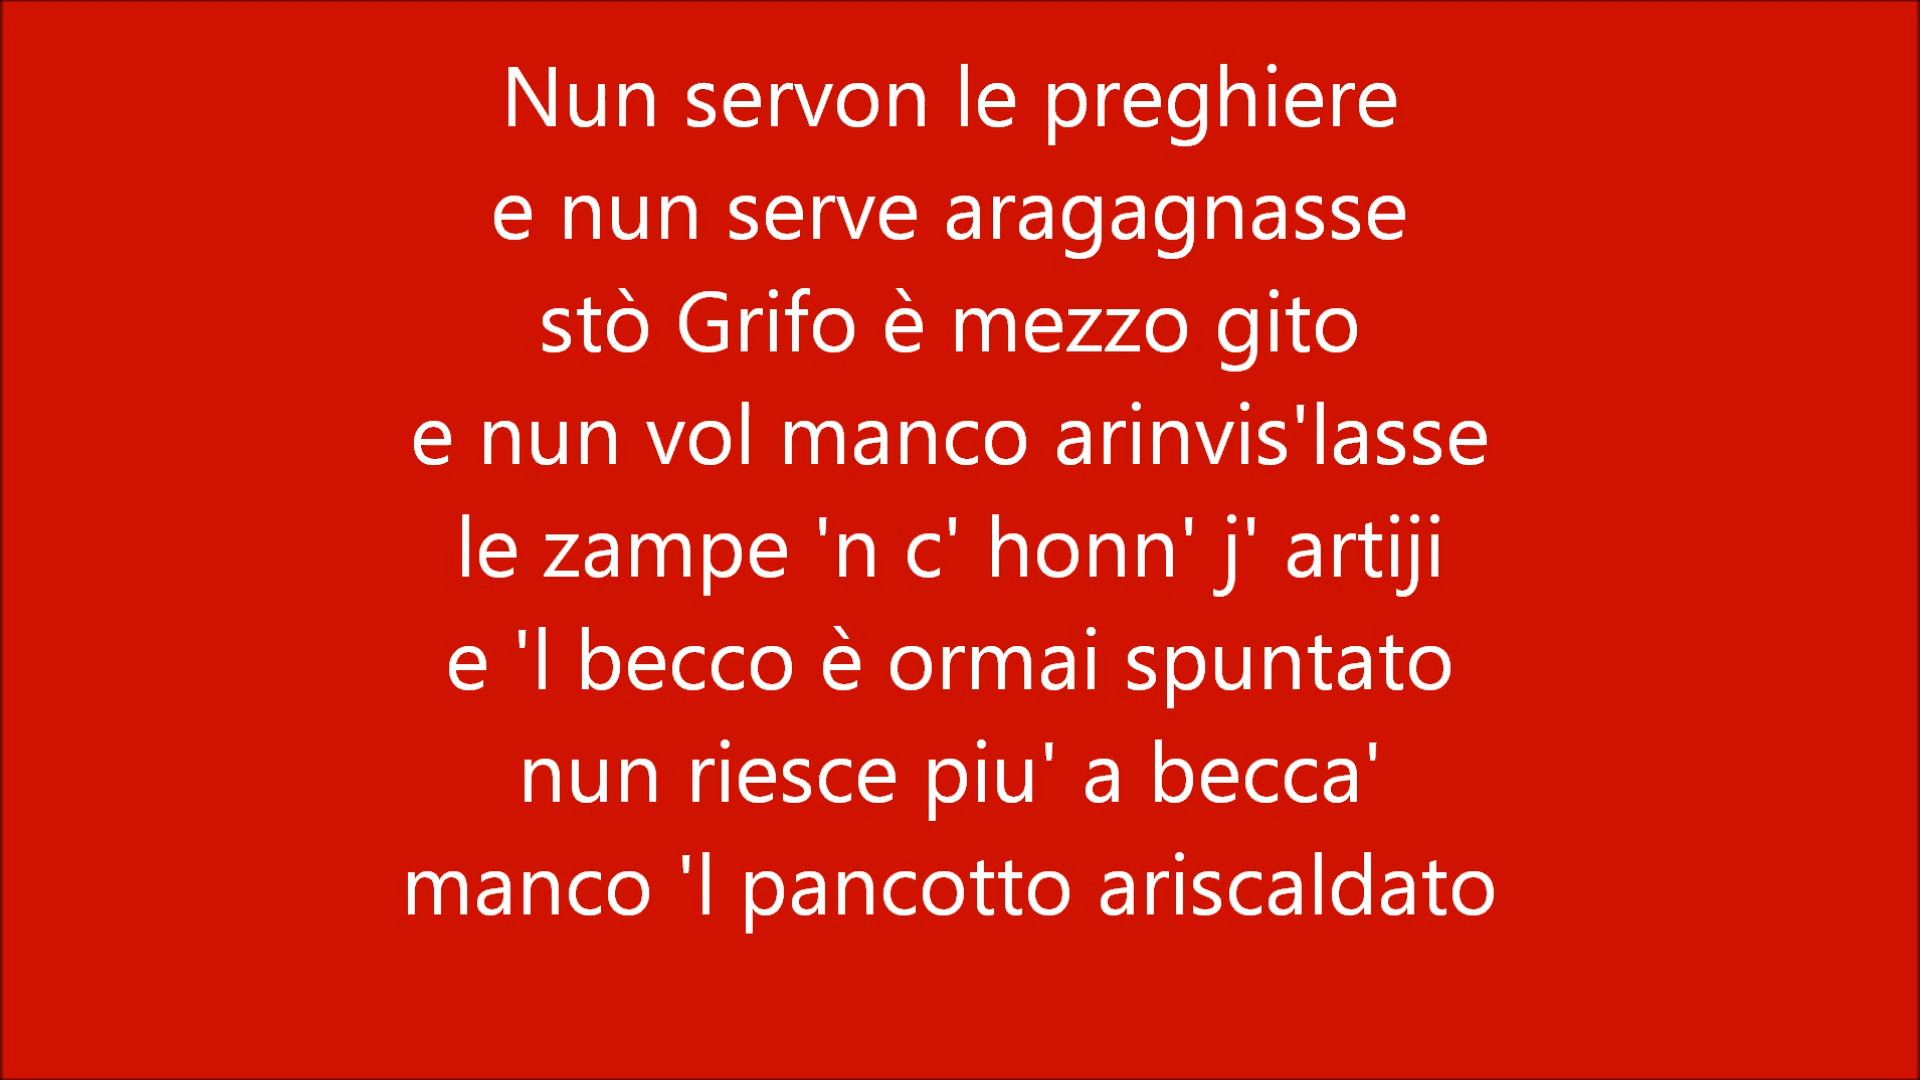 Nun servon le preghiere
e nun serve aragagnasse
stò Grifo è mezzo gito
e nun vol manco arinvis'lasse
le zampe 'n c' honn' j' artiji
e 'l becco è ormai spuntato
nun riesce piu' a becca'
manco 'l pancotto ariscaldato